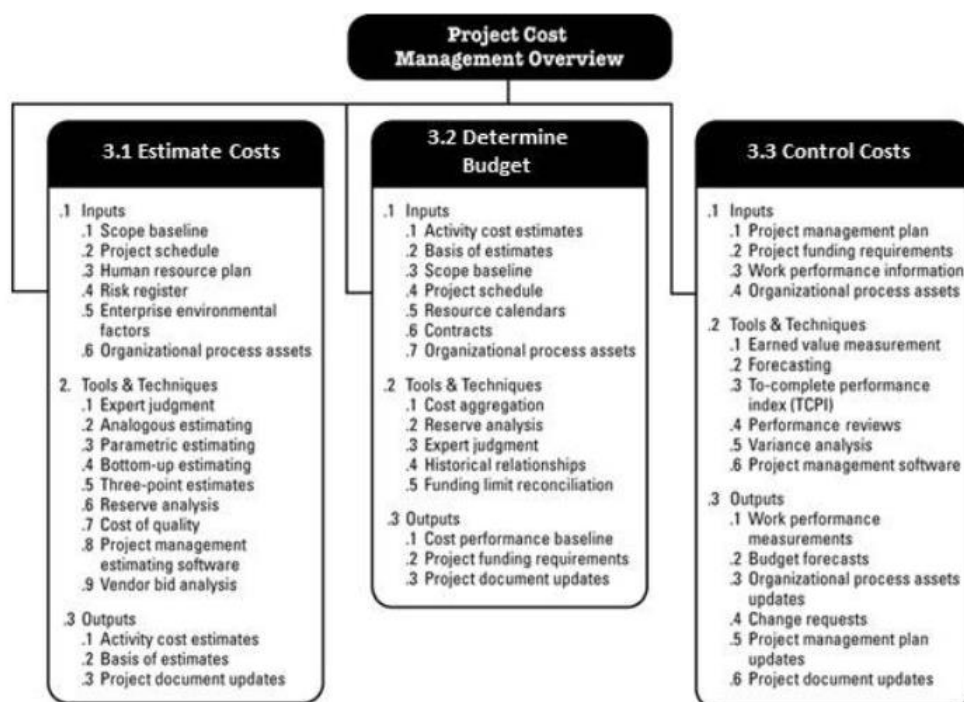 Project Cost
Management Overview
3.1 Estimate Costs
.1 Inputs
.1 Scope baseline
.2 Project schedule
.3 Human resource plan
.4 Risk register
.5 Enterprise environmental
factors
.6 Organizational process assets
2. Tools & Techniques
.1 Expert judgment
.2 Analogous estimating
.3 Parametric estimating
.4 Bottom-up estimating
.5 Three-point estimates
.6 Reserve analysis
.7 Cost of quality
.8 Project management
estimating software
.9 Vendor bid analysis
.3 Outputs
.1 Activity cost estimates
.2 Basis of estimates
.3 Project document updates
3.2 Determine
Budget
.1 Inputs
.1 Activity cost estimates
.2 Basis of estimates
.3 Scope baseline
.4 Project schedule
.5 Resource calendars
.6 Contracts
.7 Organizational process assets
.2 Tools & Techniques
.1 Cost aggregation
.2 Reserve analysis
.3 Expert judgment
.4 Historical relationships
.5 Funding limit reconciliation
.3 Outputs
.1 Cost performance baseline
.2 Project funding requirements
.3 Project document updates
3.3 Control Costs
.1 Inputs
.1 Project management plan
.2 Project funding requirements
.3 Work performance information
.4 Organizational process assets
.2 Tools & Techniques
.1 Earned value measurement
.2 Forecasting
.3 To-complete performance
index (TCPI)
.4 Performance reviews
.5 Variance analysis
.6 Project management software
.3 Outputs
.1 Work performance
measurements
.2 Budget forecasts
.3 Organizational process assets
updates
.4 Change requests
.5 Project management plan
updates
.6 Project document updates